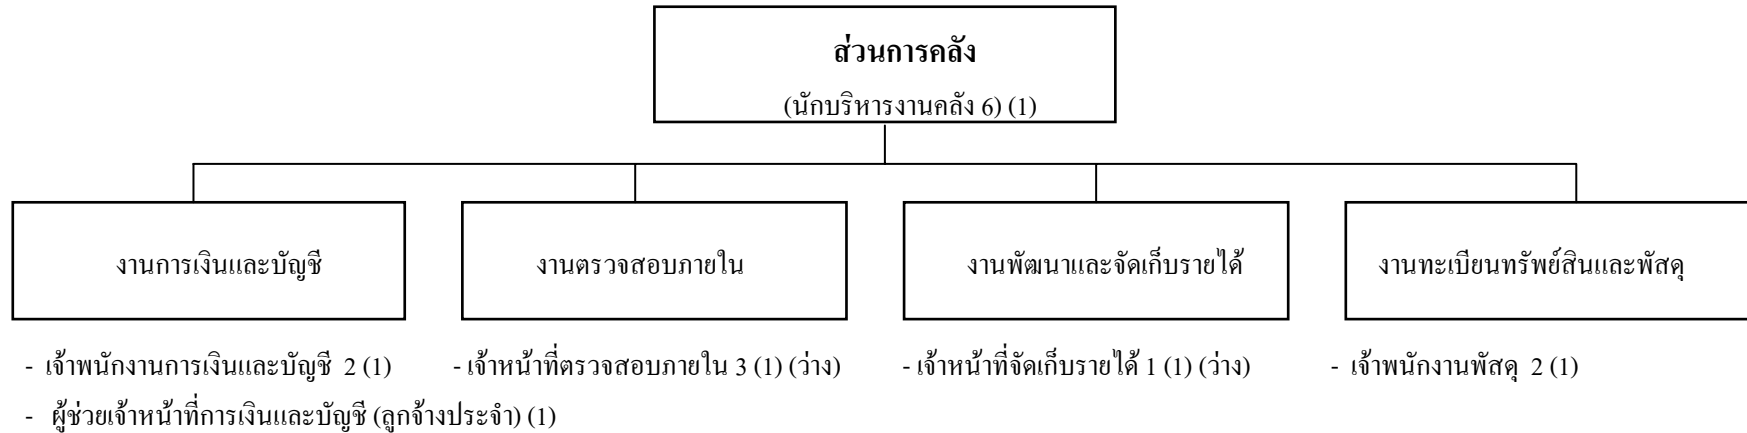 ส่วนการคลัง
(นักบริหารงานคลัง 6) (1)
งานการเงินและบัญชี
งานตรวจสอบภายใน
งานพัฒนาและจัดเก็บรายได้
งานทะเบียนทรัพย์สินและพัสดุ
- เจ้าพนักงานการเงินและบัญชี 2 (1)
- ผู้ช่วยเจ้าหน้าที่การเงินและบัญชี (ลูกจ้างประจำ) (1)
- เจ้าหน้าที่ตรวจสอบภายใน 3 (1) (ว่าง)
- เจ้าหน้าที่จัดเก็บรายได้ 1 (1) (ว่าง)
- เจ้าพนักงานพัสดุ 2 (1)